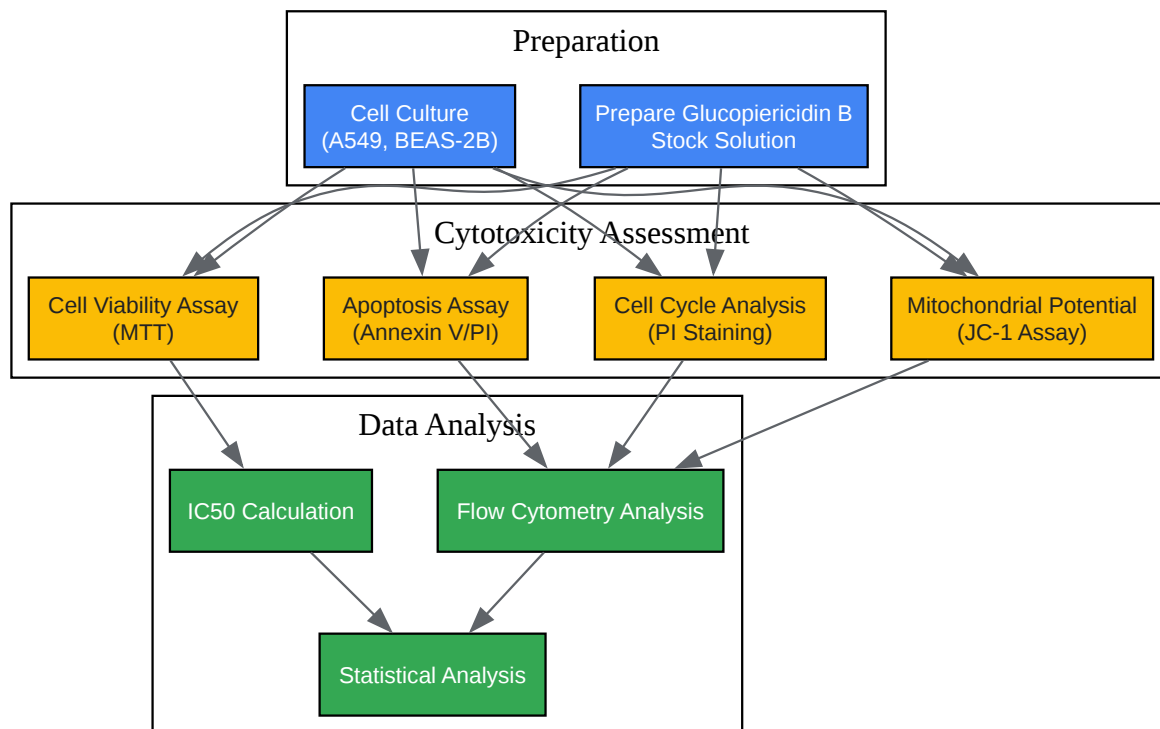 Preparation
Cell Culture
(A549, BEAS-2B)
Prepare Glucopiericidin B
Stock Solution
Cytotoxicity Assessment
Cell Viability Assay
(MTT)
Apoptosis Assay
(Annexin V/PI)
Cell Cycle Analysis
(PI Staining)
Mitochondrial Potential
(JC-1 Assay)
Data Analysis
IC50 Calculation
Flow Cytometry Analysis
Statistical Analysis